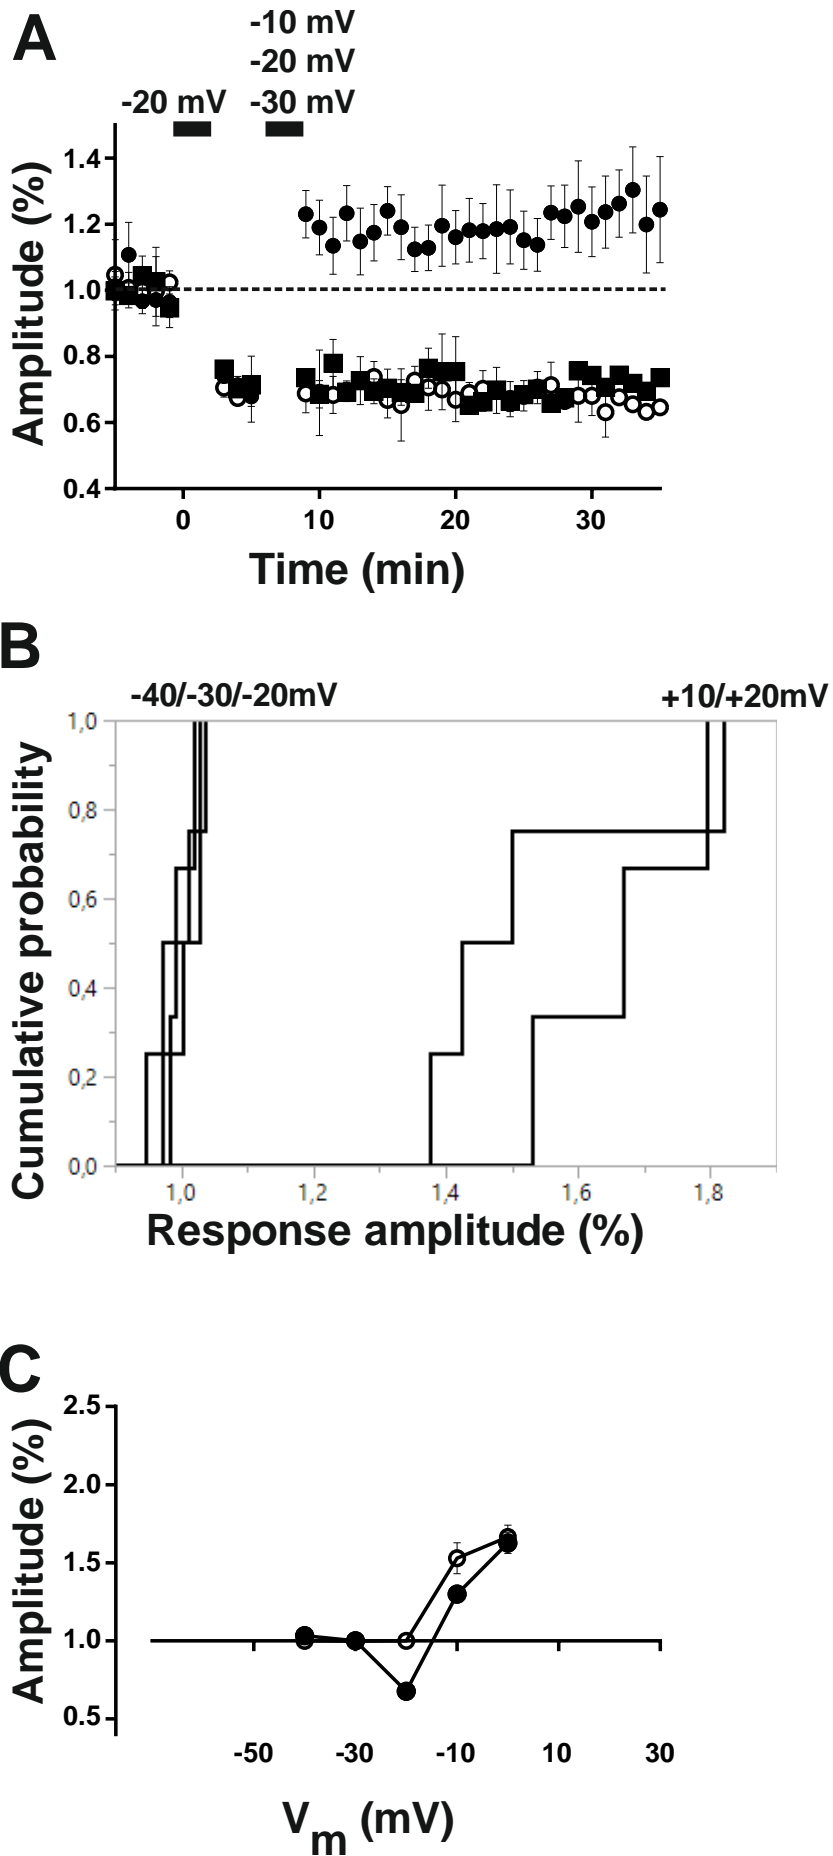 A
-10 mV
-20 mV
-20 mV -30 mV
Amplitude (%)
1.4
1.2
1.0
0.8
0.6
0.4
0 10 20 30
Time (min)
B
-40/-30/-20mV +10/+20mV
Cumulative probability
1,0
0,8
0,6
0,4
0,2
0,0
1,0 1,2 1,4 1,6 1,8
Response amplitude (%)
C
Amplitude (%)
2.5
2.0
1.5
1.0
0.5
-50 -30 -10 10 30
Vm (mV)